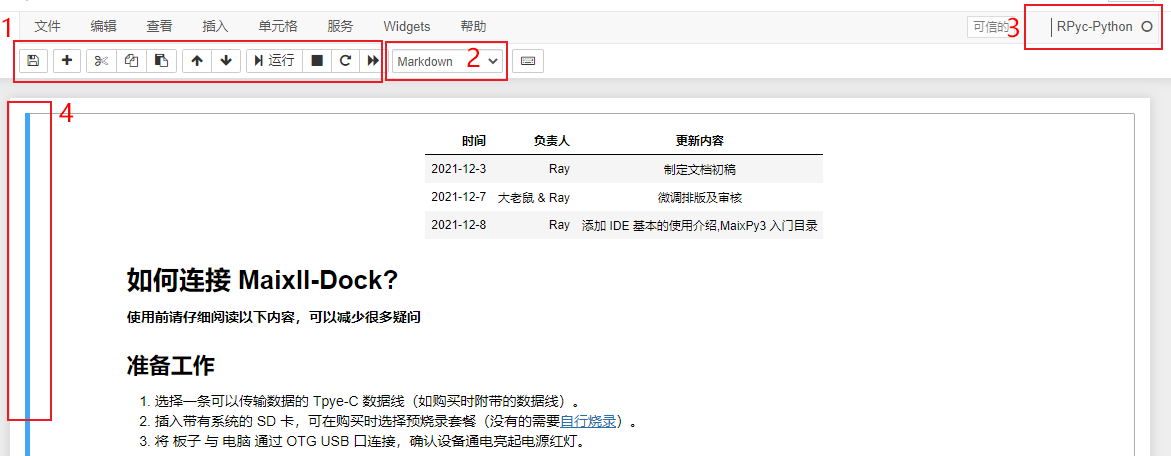 1 文件 编辑 查看 插入 单元格 服务 Widgets 帮助 可信的 3 RPyc-Python
运行 Markdown 2
4
时间 负责人 更新内容
2021-12-3 Ray 制定文档初稿
2021-12-7 大老鼠 & Ray 微调排版及审核
2021-12-8 Ray 添加 IDE 基本的使用介绍,MaixPy3 入门目录
如何连接 MaixII-Dock?
使用前请仔细阅读以下内容，可以减少很多疑问
准备工作
1. 选择一条可以传输数据的 Tpye-C 数据线（如购买时附带的数据线）。
2. 插入带有系统的 SD 卡，可在购买时选择预烧录套餐（没有的需要自行烧录）。
3. 将 板子 与 电脑 通过 OTG USB 口连接，确认设备通电亮起电源红灯。